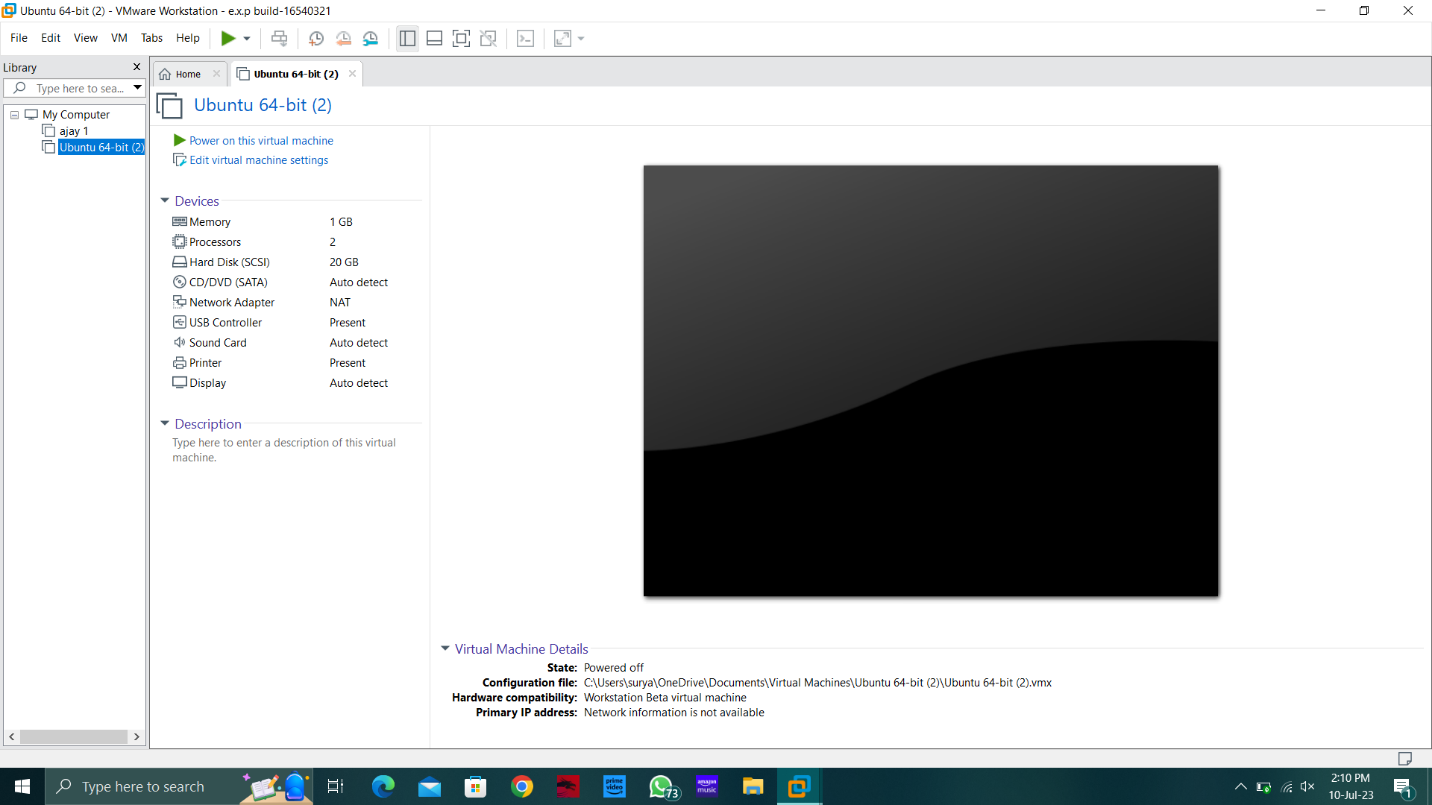 Ubuntu 64-bit (2) - VMware Workstation - e.x.p build-16540321
File Edit View VM Tabs Help
Library
Type here to sea...
My Computer
ajay 1
Ubuntu 64-bit (2)
Home
Ubuntu 64-bit (2)
Ubuntu 64-bit (2)
Power on this virtual machine
Edit virtual machine settings
Devices
Memory 1 GB
Processors 2
Hard Disk (SCSI) 20 GB
CD/DVD (SATA) Auto detect
Network Adapter NAT
USB Controller Present
Sound Card Auto detect
Printer Present
Display Auto detect
Description
Type here to enter a description of this virtual
machine.
Virtual Machine Details
State: Powered off
Configuration file: C:\Users\surya\OneDrive\Documents\Virtual Machines\Ubuntu 64-bit (2)\Ubuntu 64-bit (2).vmx
Hardware compatibility: Workstation Beta virtual machine
Primary IP address: Network information is not available
Type here to search
prime
video
73
amazon
music
2:10 PM
10-Jul-23
1